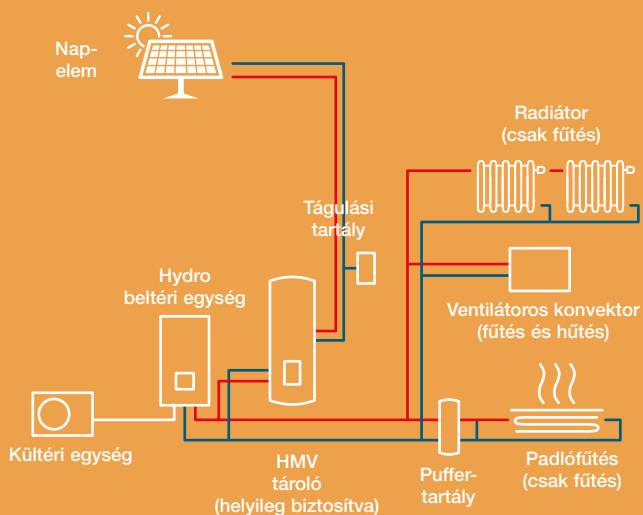 Nap-
elem
Radiátor
(csak fűtés)
Tágulási
tartály
Hydro
beltéri egység
Ventilátoros konvektor
(fűtés és hűtés)
Kültéri egység
HMV
tároló
(helyileg biztosítva)
Puffer-
tartály
Padlófűtés
(csak fűtés)